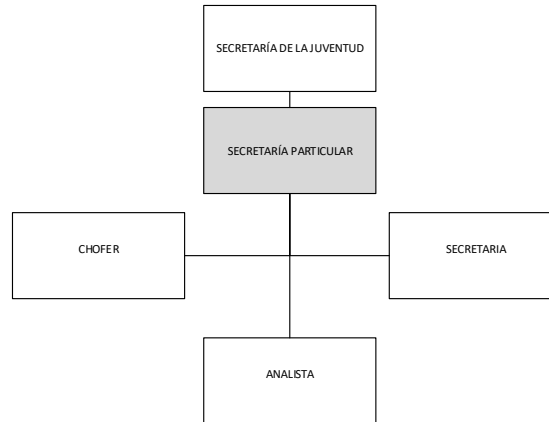 SECRETARÍA DE LA JUVENTUD
SECRETARÍA PARTICULAR
CHOFER
SECRETARIA
ANALISTA